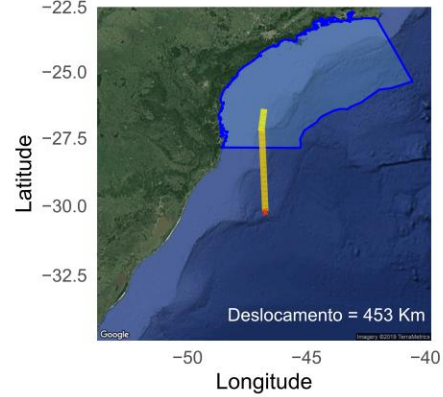 −22.5
−25.0
−27.5
−30.0
−32.5
Latitude
Deslocamento = 453 Km
Google
Imagery ©2019 TerraMetrics
−50
−45
−40
Longitude